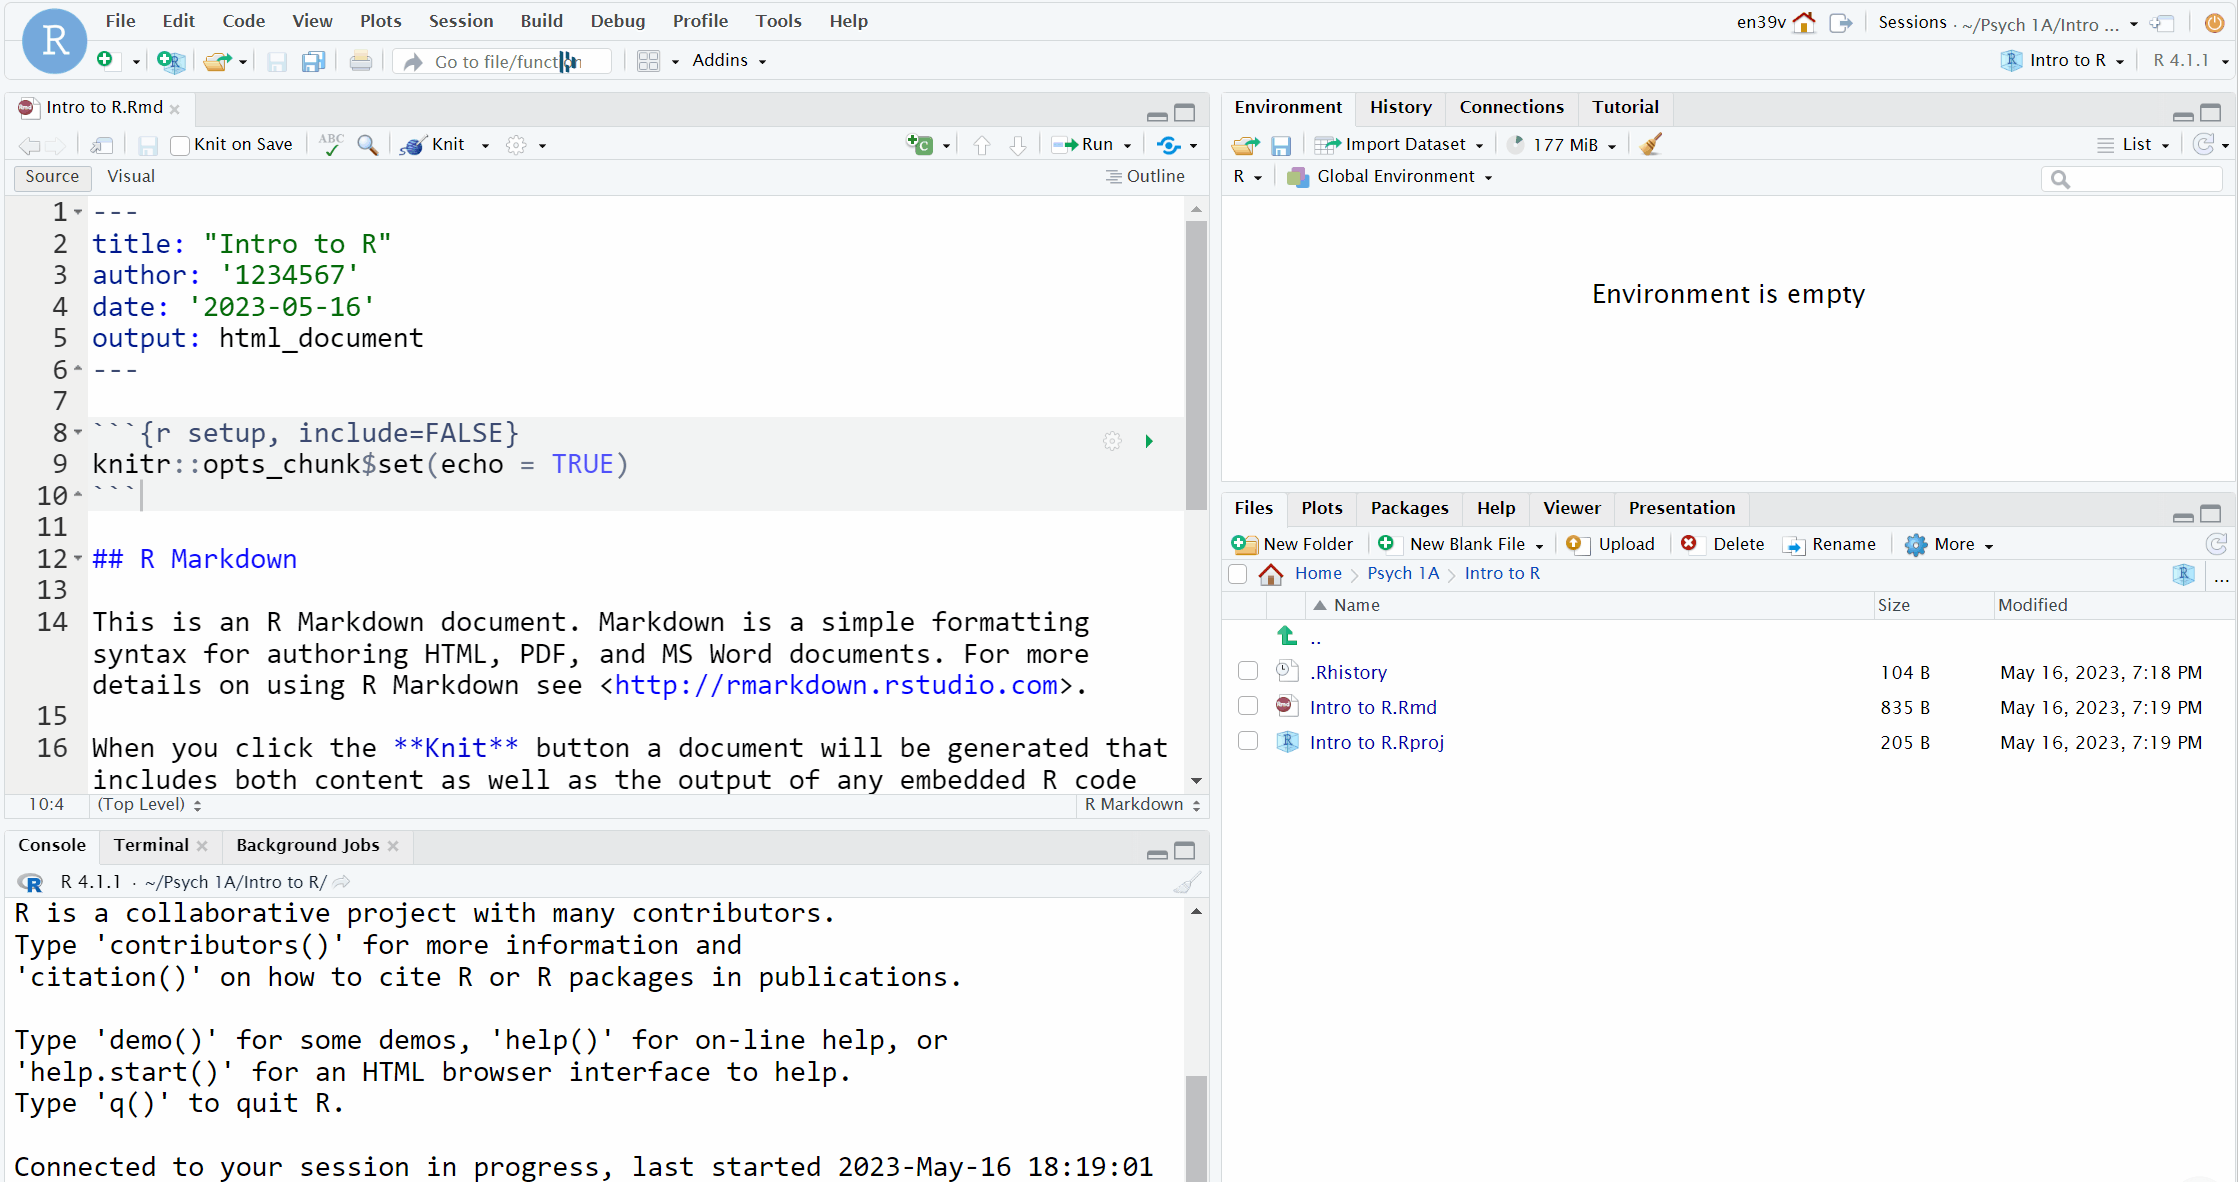 R
File Edit Code View Plots Session Build Debug Profile Tools Help
en39v Sessions ~/Psych 1A/Intro ...
R Go to file/function Addins
R Intro to R R 4.1.1
Intro to R.Rmd
Knit on Save ABC Knit Run
Source Visual Outline
1 ---
2 title: "Intro to R"
3 author: '1234567'
4 date: '2023-05-16'
5 output: html_document
6 ---
7
8 ```{r setup, include=FALSE}
9 knitr::opts_chunk$set(echo = TRUE)
10 ```
11
12 ## R Markdown
13
14 This is an R Markdown document. Markdown is a simple formatting
syntax for authoring HTML, PDF, and MS Word documents. For more
details on using R Markdown see <http://rmarkdown.rstudio.com>.
15
16 When you click the **Knit** button a document will be generated that
includes both content as well as the output of any embedded R code
10:4 (Top Level) R Markdown
Console Terminal Background Jobs
R R 4.1.1 · ~/Psych 1A/Intro to R/
R is a collaborative project with many contributors.
Type 'contributors()' for more information and
'citation()' on how to cite R or R packages in publications.
Type 'demo()' for some demos, 'help()' for on-line help, or
'help.start()' for an HTML browser interface to help.
Type 'q()' to quit R.
Connected to your session in progress, last started 2023-May-16 18:19:01
Environment History Connections Tutorial
Import Dataset 177 MiB List
R Global Environment
Environment is empty
Files Plots Packages Help Viewer Presentation
New Folder New Blank File Upload Delete Rename More
Home Psych 1A Intro to R R ...
Name Size Modified
..
.Rhistory 104 B May 16, 2023, 7:18 PM
Intro to R.Rmd 835 B May 16, 2023, 7:19 PM
Intro to R.Rproj 205 B May 16, 2023, 7:19 PM